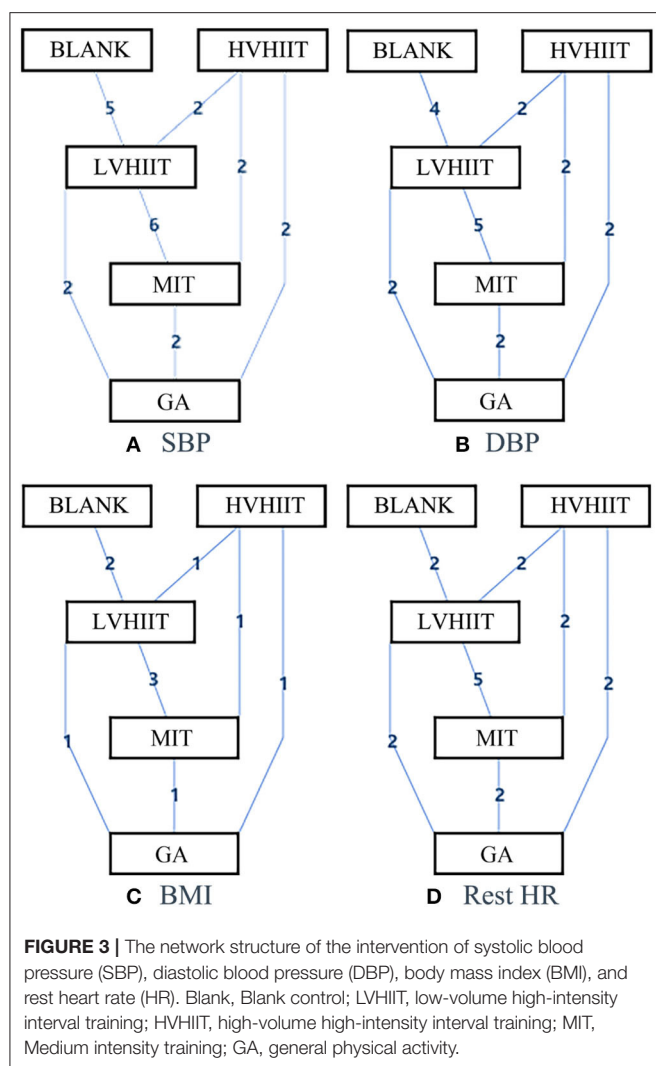 BLANK HVHIIT
5 2
LVHIIT
2
6
2
MIT
2
2
GA
A SBP
BLANK HVHIIT
4 2
LVHIIT
2
5
2
MIT
2
2
GA
B DBP
BLANK HVHIIT
2 1
LVHIIT
1
3
1
MIT
1
1
GA
C BMI
BLANK HVHIIT
2 2
LVHIIT
2
5
2
MIT
2
2
GA
D Rest HR
FIGURE 3 | The network structure of the intervention of systolic blood
pressure (SBP), diastolic blood pressure (DBP), body mass index (BMI), and
rest heart rate (HR). Blank, Blank control; LVHIIT, low-volume high-intensity
interval training; HVHIIT, high-volume high-intensity interval training; MIT,
Medium intensity training; GA, general physical activity.